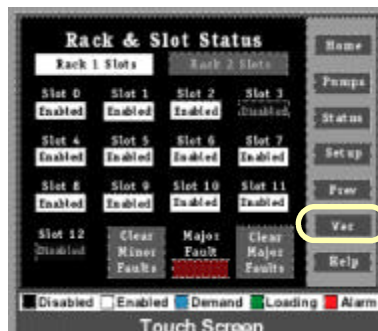 Rack & Slot Status
Rack 1 Slots Rack 2 Slots
Slot 0 Slot 1 Slot 2 Slot 3
Enabled Enabled Enabled Disabled
Slot 4 Slot 5 Slot 6 Slot 7
Enabled Enabled Enabled Enabled
Slot 8 Slot 9 Slot 10 Slot 11
Enabled Enabled Enabled Enabled
Slot 12
Disabled
Clear Minor Faults
Major Fault
Clear Major Faults
Home
Pumps
Status
Setup
Prev
Ver
Help
Disabled Enabled Demand Loading Alarm
Touch Screen